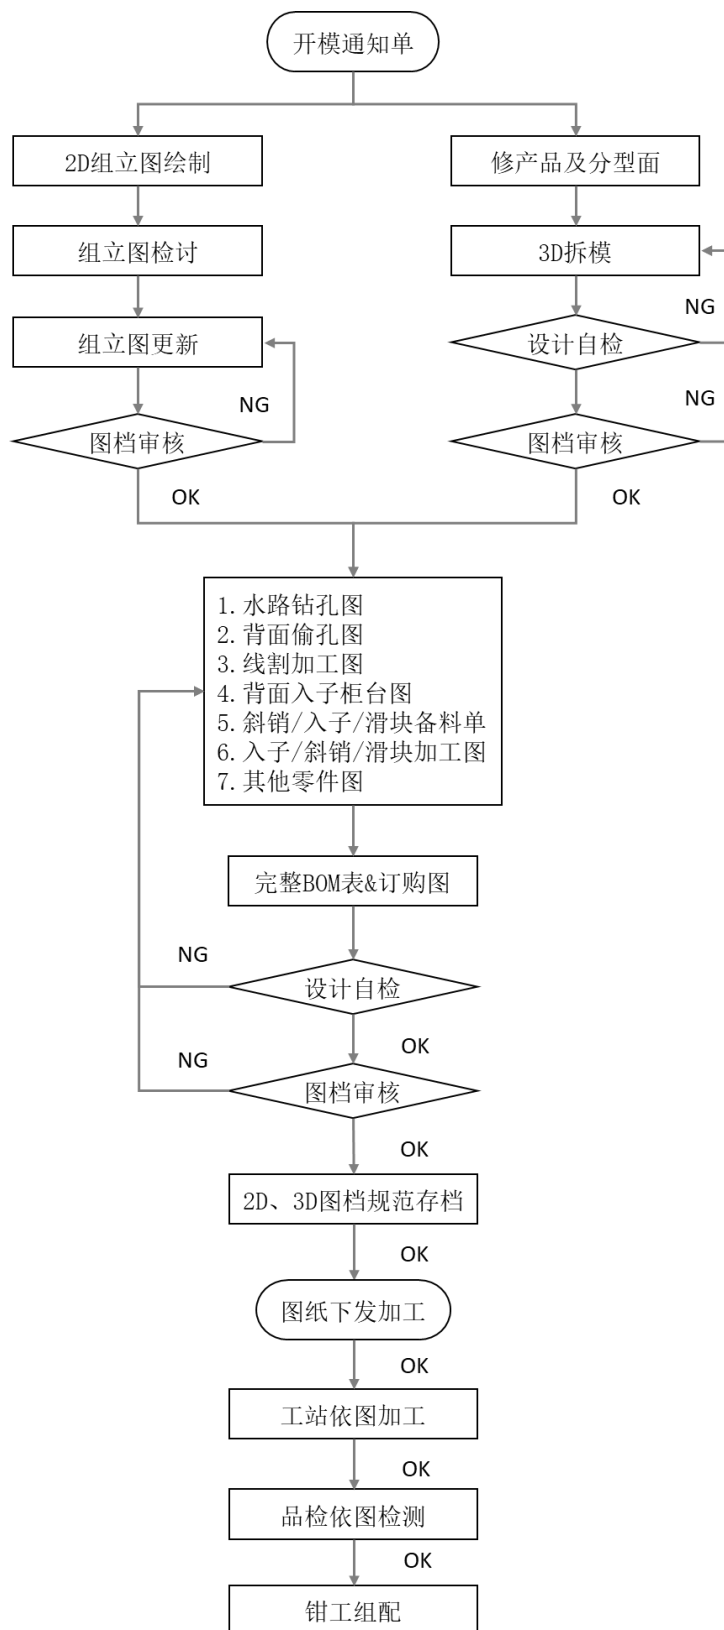 开模通知单
2D组立图绘制
修产品及分型面
组立图检讨
3D拆模
NG
组立图更新
设计自检
NG
NG
图档审核
图档审核
OK
OK
1.水路钻孔图
2.背面偷孔图
3.线割加工图
4.背面入子柜台图
5.斜销/入子/滑块备料单
6.入子/斜销/滑块加工图
7.其他零件图
完整BOM表&订购图
NG
设计自检
OK
NG
图档审核
OK
2D、3D图档规范存档
OK
图纸下发加工
OK
工站依图加工
OK
品检依图检测
OK
钳工组配